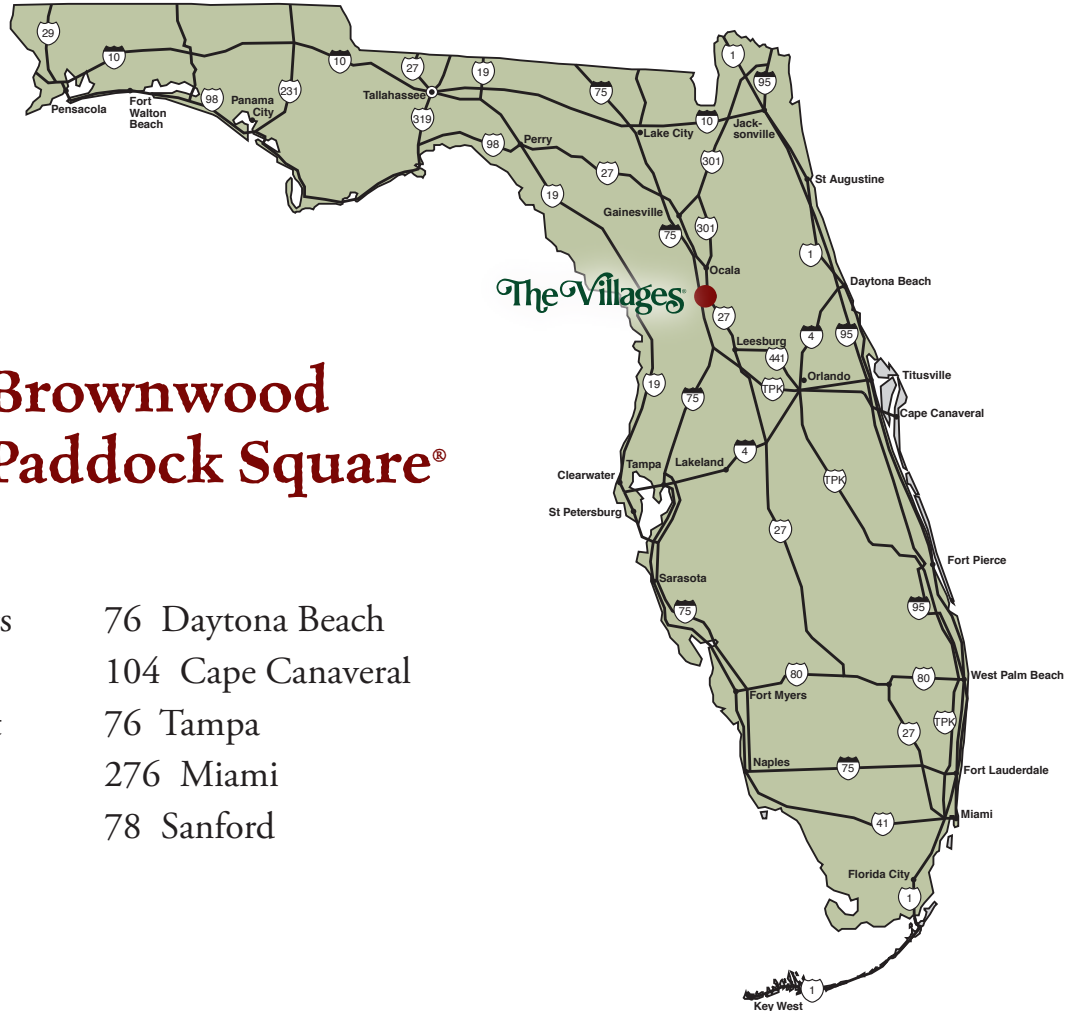 29
10
10
27
19
1
95
75
231
98
Panama
City
Tallahassee
Pensacola
Fort
Walton
Beach
319
10
Jack-
sonville
Lake City
98
Perry
27
301
19
St Augustine
Gainesville
301
75
1
Ocala
Daytona Beach
The Villages®
27
4
95
Leesburg
441
Orlando
Titusville
19
75
TPK
Cape Canaveral
Brownwood
Paddock Square®
4
Tampa
Lakeland
Clearwater
TPK
St Petersburg
27
Fort Pierce
Sarasota
75
95
s
76 Daytona Beach
104 Cape Canaveral
76 Tampa
276 Miami
78 Sanford
80
80
West Palm Beach
Fort Myers
TPK
27
Naples
75
Fort Lauderdale
Miami
41
Florida City
1
1
Key West